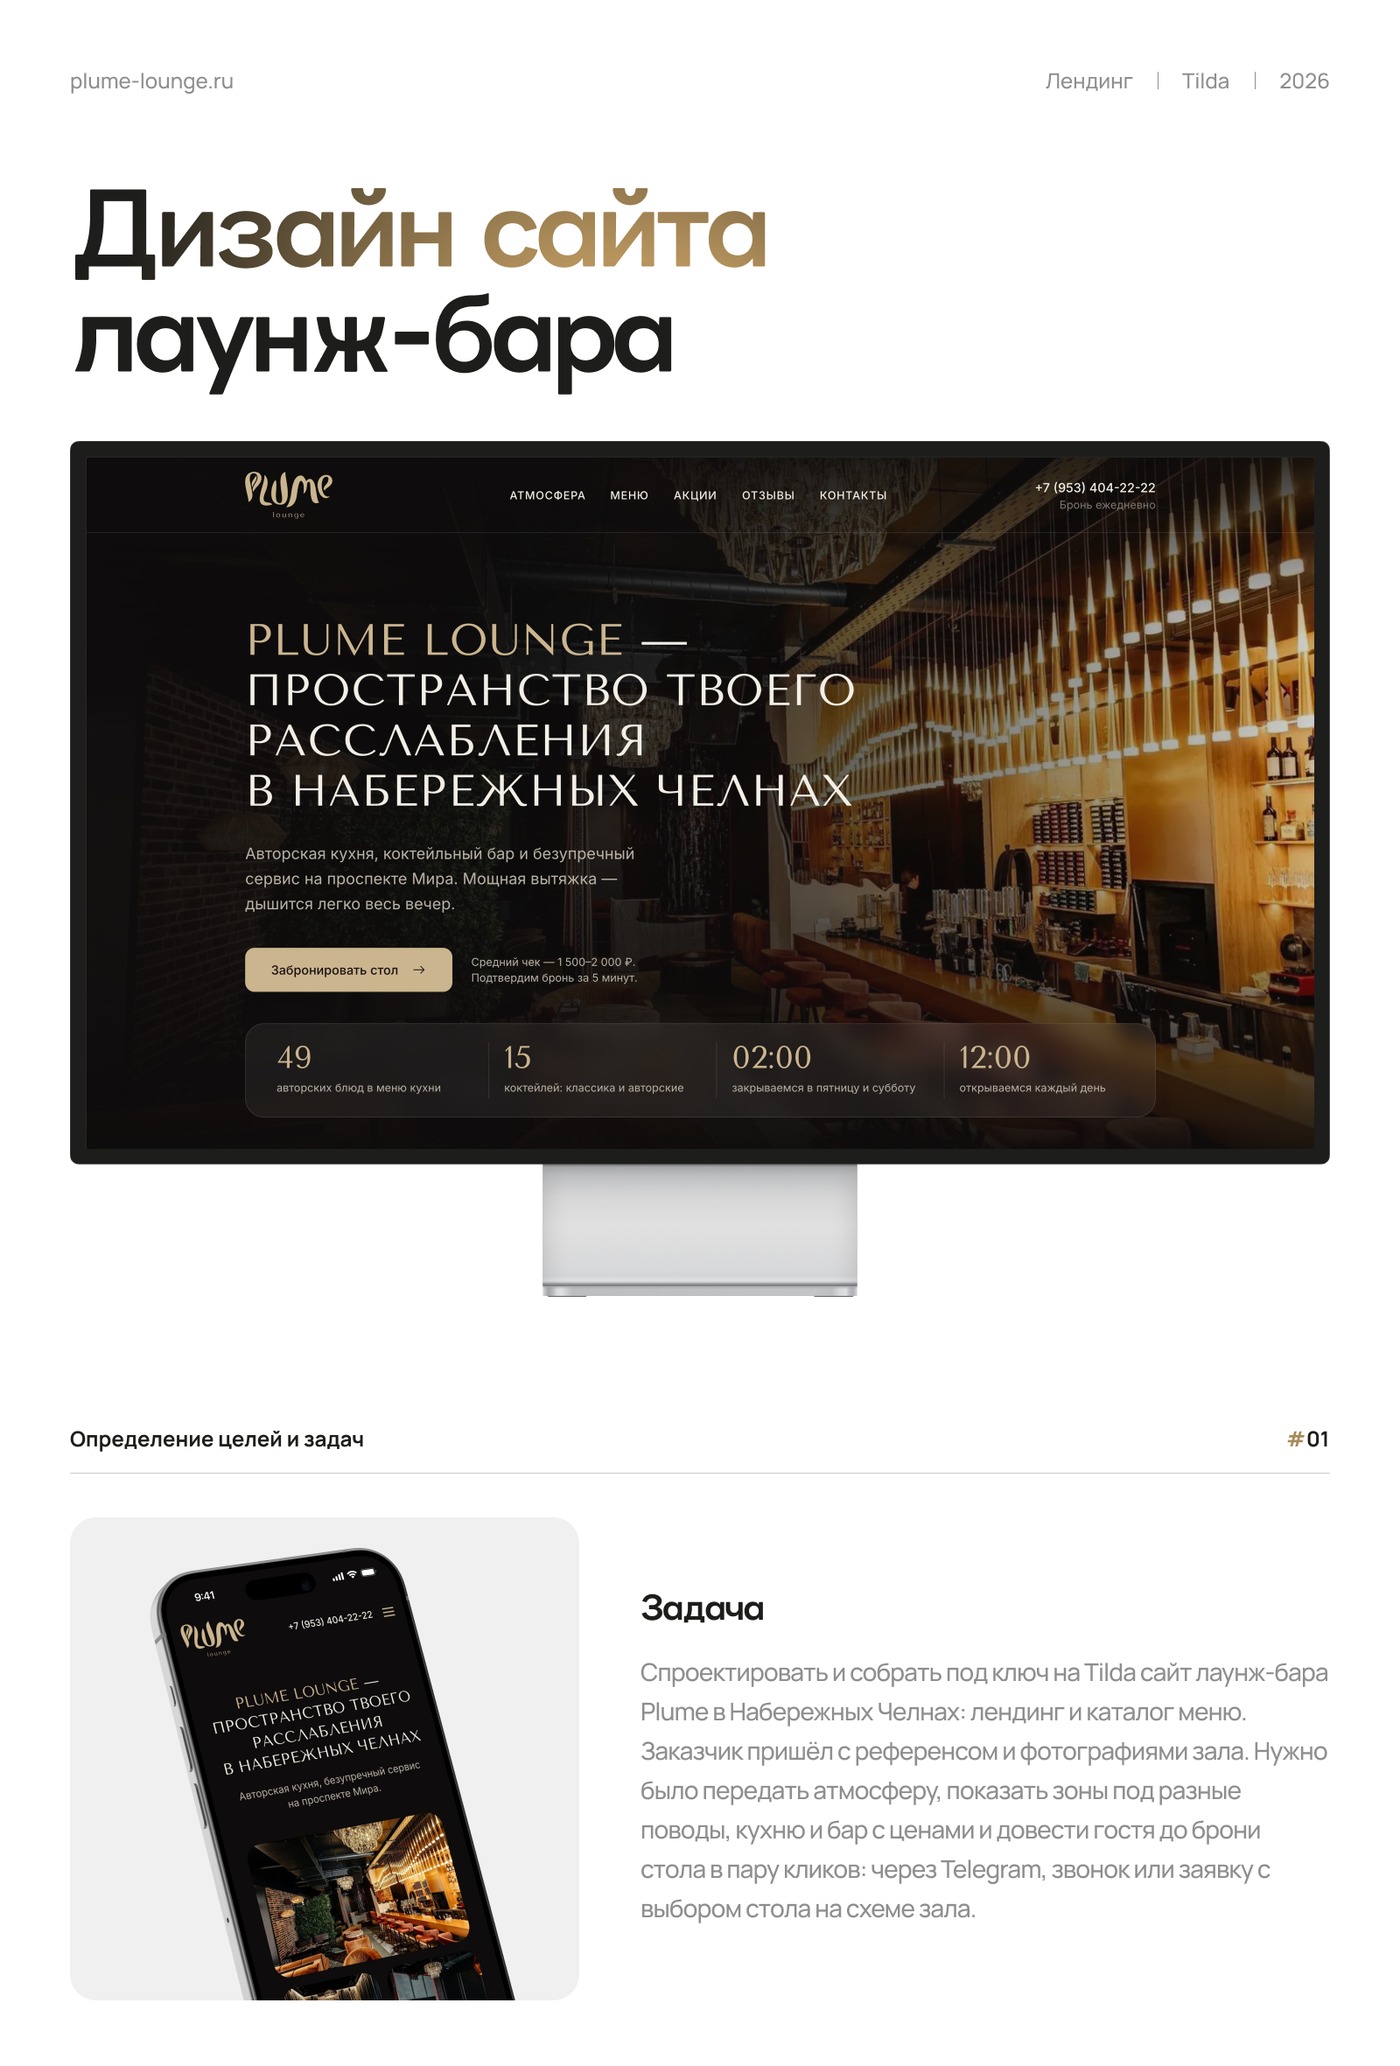 plume-lounge.ru
Лендинг | Tilda | 2026
Дизайн сайта
лаунж-бара
PLUME
lounge
АТМОСФЕРА МЕНЮ АКЦИИ ОТЗЫВЫ КОНТАКТЫ
+7 (953) 404-22-22
Бронь ежедневно
PLUME LOUNGE —
ПРОСТРАНСТВО ТВОЕГО
РАССЛАБЛЕНИЯ
В НАБЕРЕЖНЫХ ЧЕЛНАХ
Авторская кухня, коктейльный бар и безупречный
сервис на проспекте Мира. Мощная вытяжка —
дышится легко весь вечер.
Забронировать стол →
Средний чек — 1 500–2 000 ₽.
Подтвердим бронь за 5 минут.
49
авторских блюд в меню кухни
15
коктейлей: классика и авторские
02:00
закрываемся в пятницу и субботу
12:00
открываемся каждый день
Определение целей и задач
#01
9:41
PLUME
lounge
+7 (953) 404-22-22
PLUME LOUNGE —
ПРОСТРАНСТВО ТВОЕГО
РАССЛАБЛЕНИЯ
В НАБЕРЕЖНЫХ ЧЕЛНАХ
Авторская кухня, безупречный сервис
на проспекте Мира.
Задача
Спроектировать и собрать под ключ на Tilda сайт лаунж-бара
Plume в Набережных Челнах: лендинг и каталог меню.
Заказчик пришёл с референсом и фотографиями зала. Нужно
было передать атмосферу, показать зоны под разные
поводы, кухню и бар с ценами и довести гостя до брони
стола в пару кликов: через Telegram, звонок или заявку с
выбором стола на схеме зала.